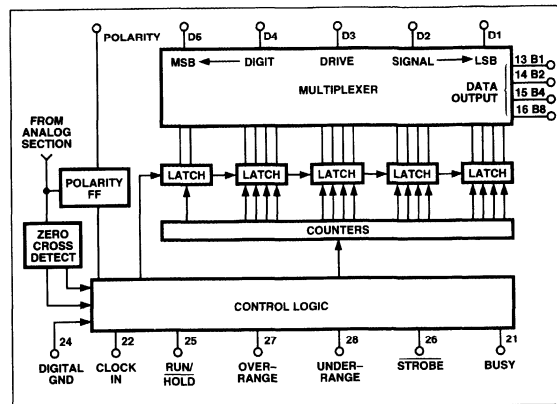 POLARITY
D5 D4 D3 D2 D1
MSB DIGIT DRIVE SIGNAL LSB
MULTIPLEXER
DATA
OUTPUT
13 B1
14 B2
15 B4
16 B8
FROM
ANALOG
SECTION
POLARITY
FF
ZERO
CROSS
DETECT
LATCH LATCH LATCH LATCH LATCH
COUNTERS
CONTROL LOGIC
24 22 25 27 28 26 21
DIGITAL
GND
CLOCK
IN
RUN/
HOLD
OVER-
RANGE
UNDER-
RANGE
STROBE
BUSY